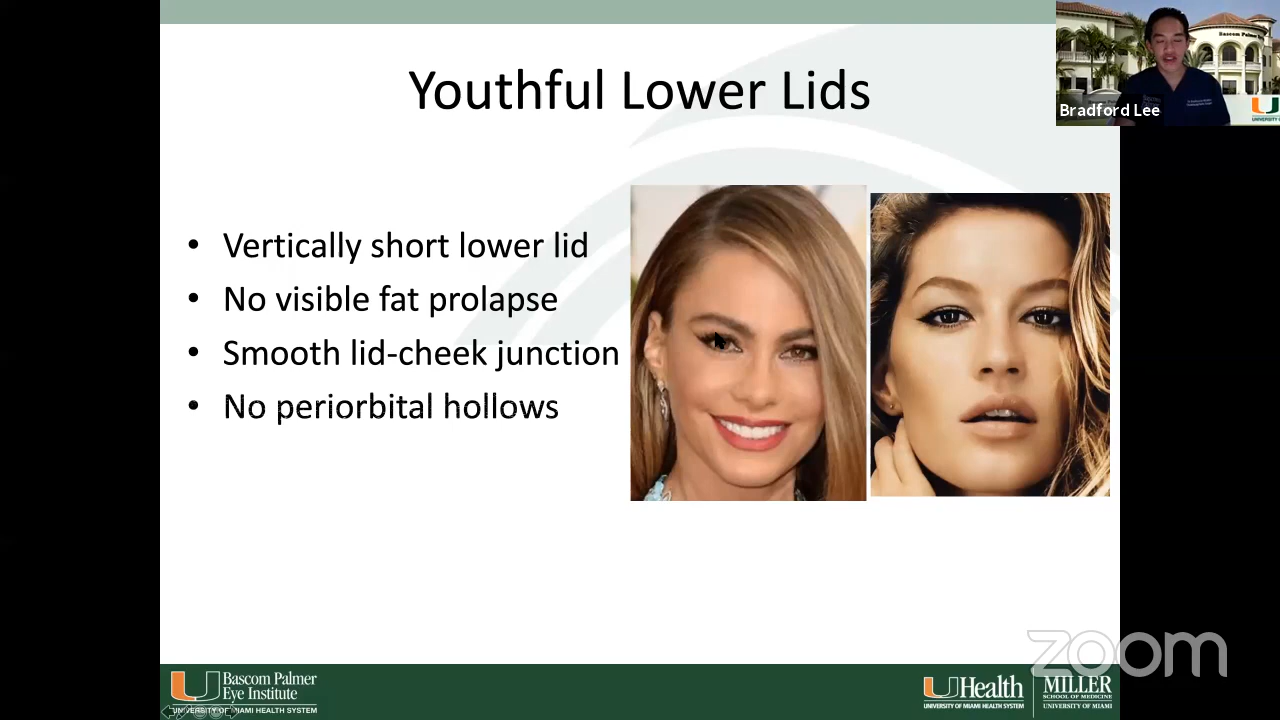 Youthful Lower Lids
Bascom Palmer
Bradford Lee
• Vertically short lower lid
• No visible fat prolapse
• Smooth lid-cheek junction
• No periorbital hollows
zoom
U Bascom Palmer
Eye Institute
UNIVERSITY OF MIAMI HEALTH SYSTEM
UHealth
UNIVERSITY OF MIAMI HEALTH SYSTEM
MILLER
SCHOOL OF MEDICINE
UNIVERSITY OF MIAMI